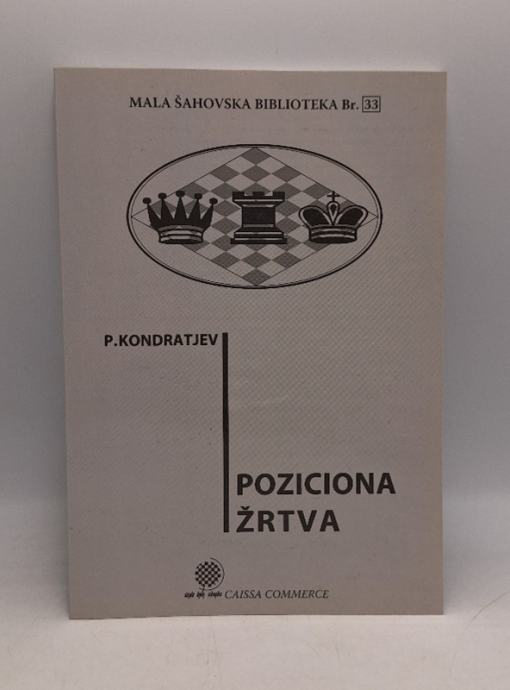 MALA ŠAHOVSKA BIBLIOTEKA Br. 33
P.KONDRATJEV
POZICIONA
ŽRTVA
CAISSA COMMERCE